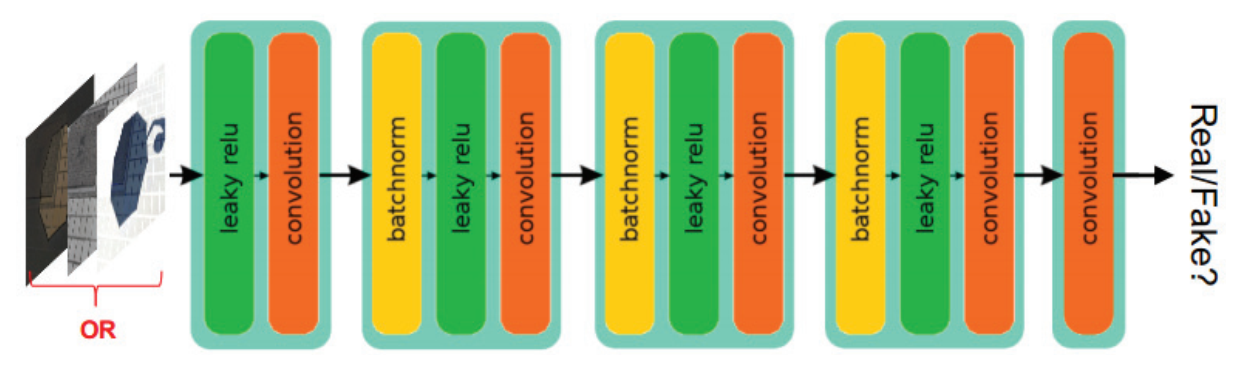 leaky relu
convolution
batchnorm
leaky relu
convolution
batchnorm
leaky relu
convolution
batchnorm
leaky relu
convolution
convolution
Real/Fake?
OR